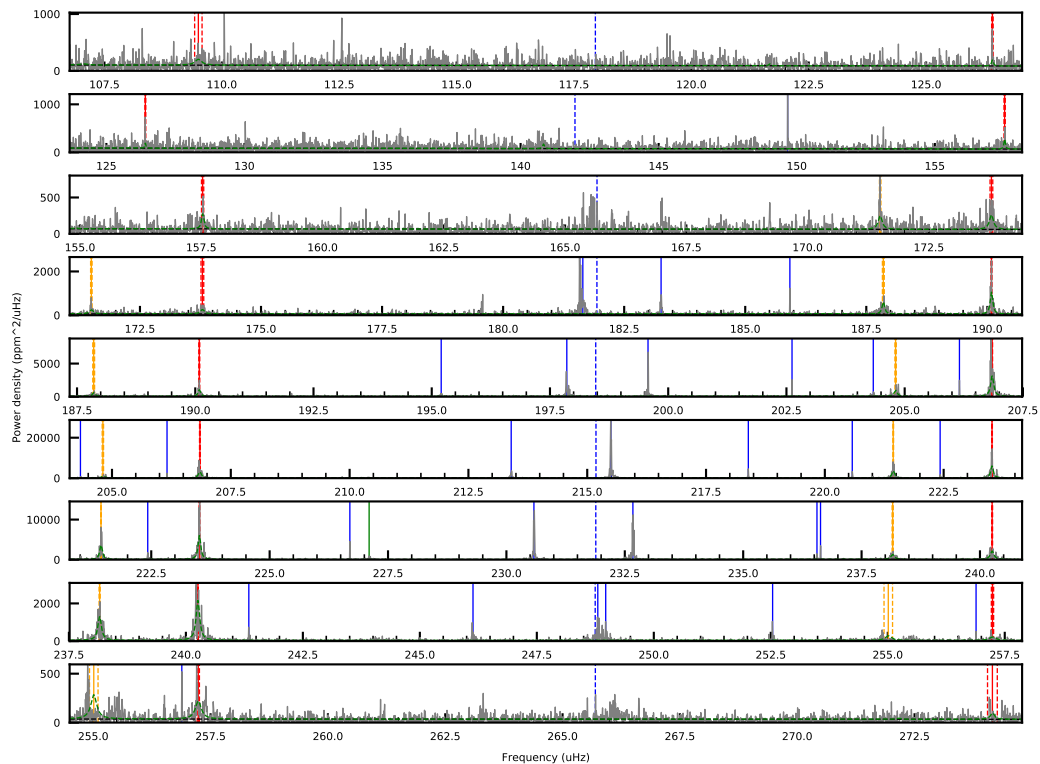 1000
0
107.5 110.0 112.5 115.0 117.5 120.0 122.5 125.0
1000
0
125 130 135 140 145 150 155
500
0
155.0 157.5 160.0 162.5 165.0 167.5 170.0 172.5
2000
0
172.5 175.0 177.5 180.0 182.5 185.0 187.5 190.0
Power density (ppm^2/uHz)
5000
0
187.5 190.0 192.5 195.0 197.5 200.0 202.5 205.0 207.5
20000
0
205.0 207.5 210.0 212.5 215.0 217.5 220.0 222.5
10000
0
222.5 225.0 227.5 230.0 232.5 235.0 237.5 240.0
2000
0
237.5 240.0 242.5 245.0 247.5 250.0 252.5 255.0 257.5
500
0
255.0 257.5 260.0 262.5 265.0 267.5 270.0 272.5
Frequency (uHz)